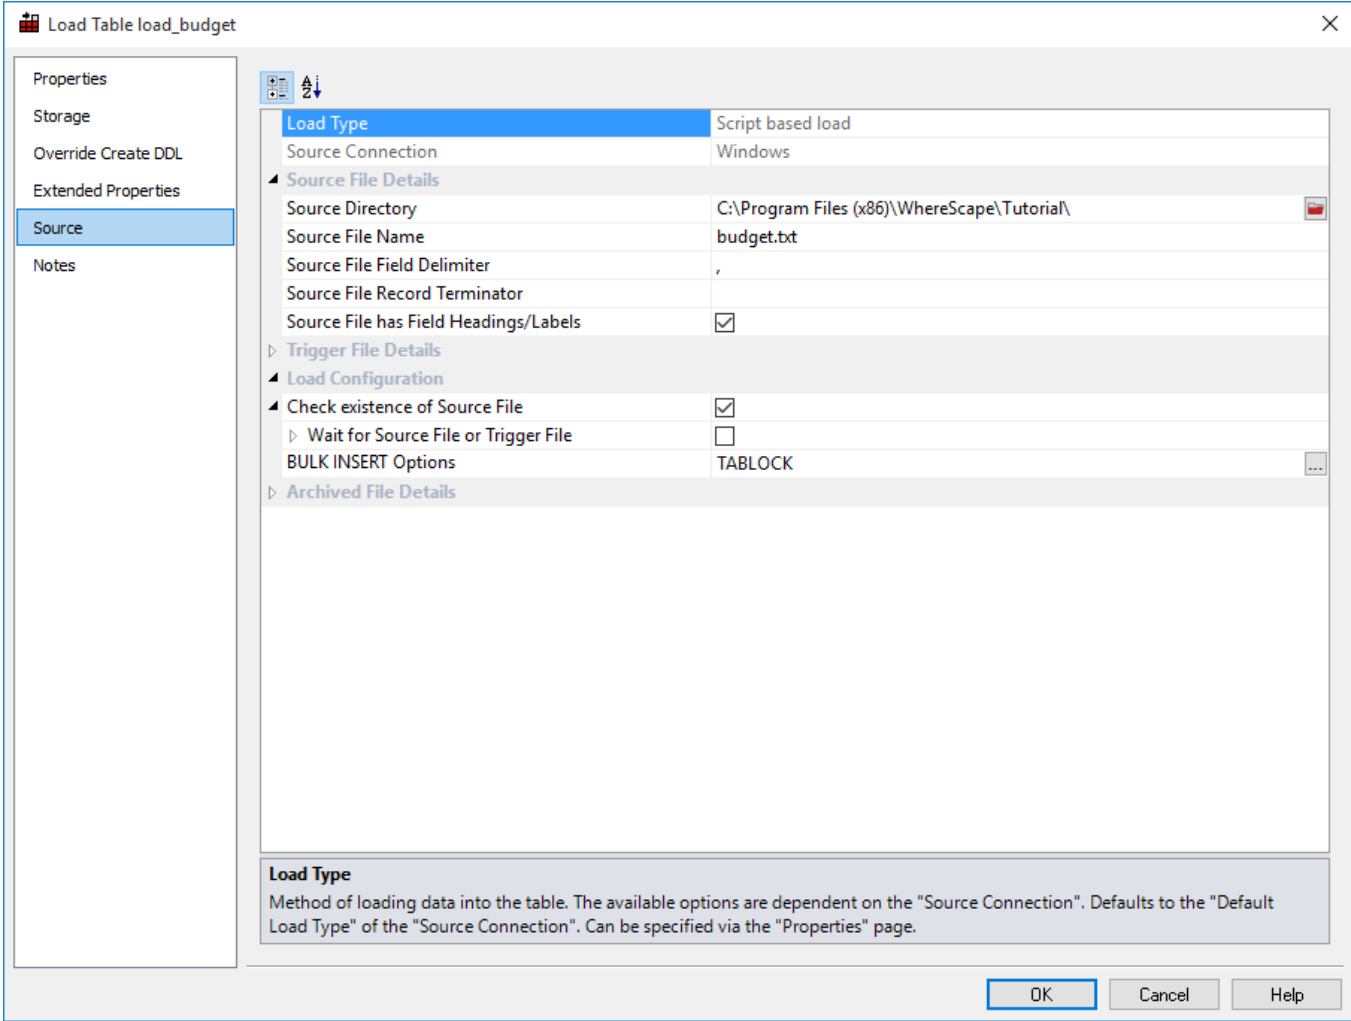 Load Table load_budget
Properties
Storage
Override Create DDL
Extended Properties
Source
Notes
Load Type Script based load
Source Connection Windows
Source File Details
Source Directory C:\Program Files (x86)\WhereScape\Tutorial\
Source File Name budget.txt
Source File Field Delimiter ,
Source File Record Terminator
Source File has Field Headings/Labels
Trigger File Details
Load Configuration
Check existence of Source File
Wait for Source File or Trigger File
BULK INSERT Options TABLOCK ...
Archived File Details
Load Type
Method of loading data into the table. The available options are dependent on the "Source Connection". Defaults to the "Default
Load Type" of the "Source Connection". Can be specified via the "Properties" page.
OK Cancel Help